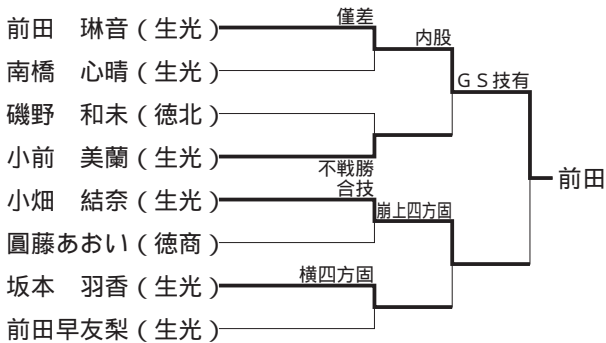 前田　琳音（生光）
僅差
内股
南橋　心晴（生光）
ＧＳ技有
磯野　和未（徳北）
小前　美蘭（生光）
不戦勝
前田
合技
小畑　結奈（生光）
崩上四方固
圓藤あおい（徳商）
横四方固
坂本　羽香（生光）
前田早友梨（生光）